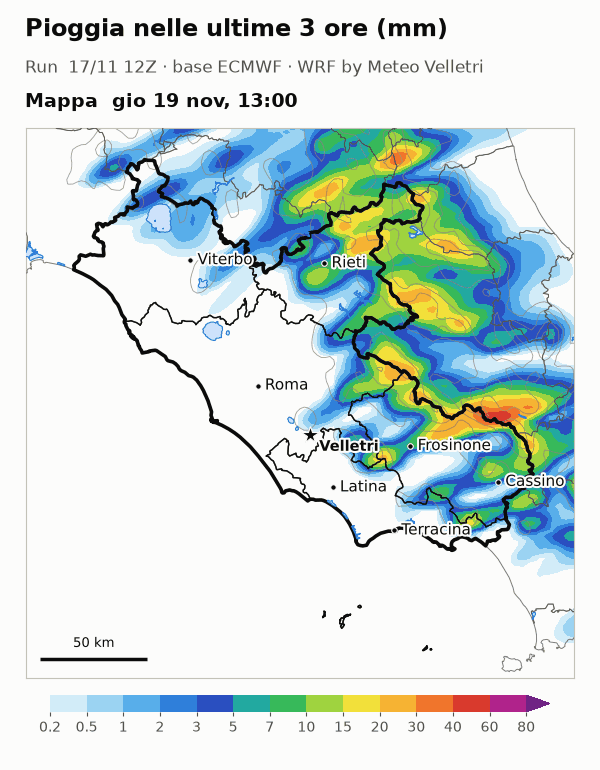 Pioggia nelle ultime 3 ore (mm)
Run  17/11 12Z · base ECMWF · WRF by Meteo Velletri
Mappa  gio 19 nov, 13:00
Viterbo
Rieti
Roma
Velletri
Frosinone
Latina
Cassino
Terracina
50 km
0.2 0.5 1 2 3 5 7 10 15 20 30 40 60 80